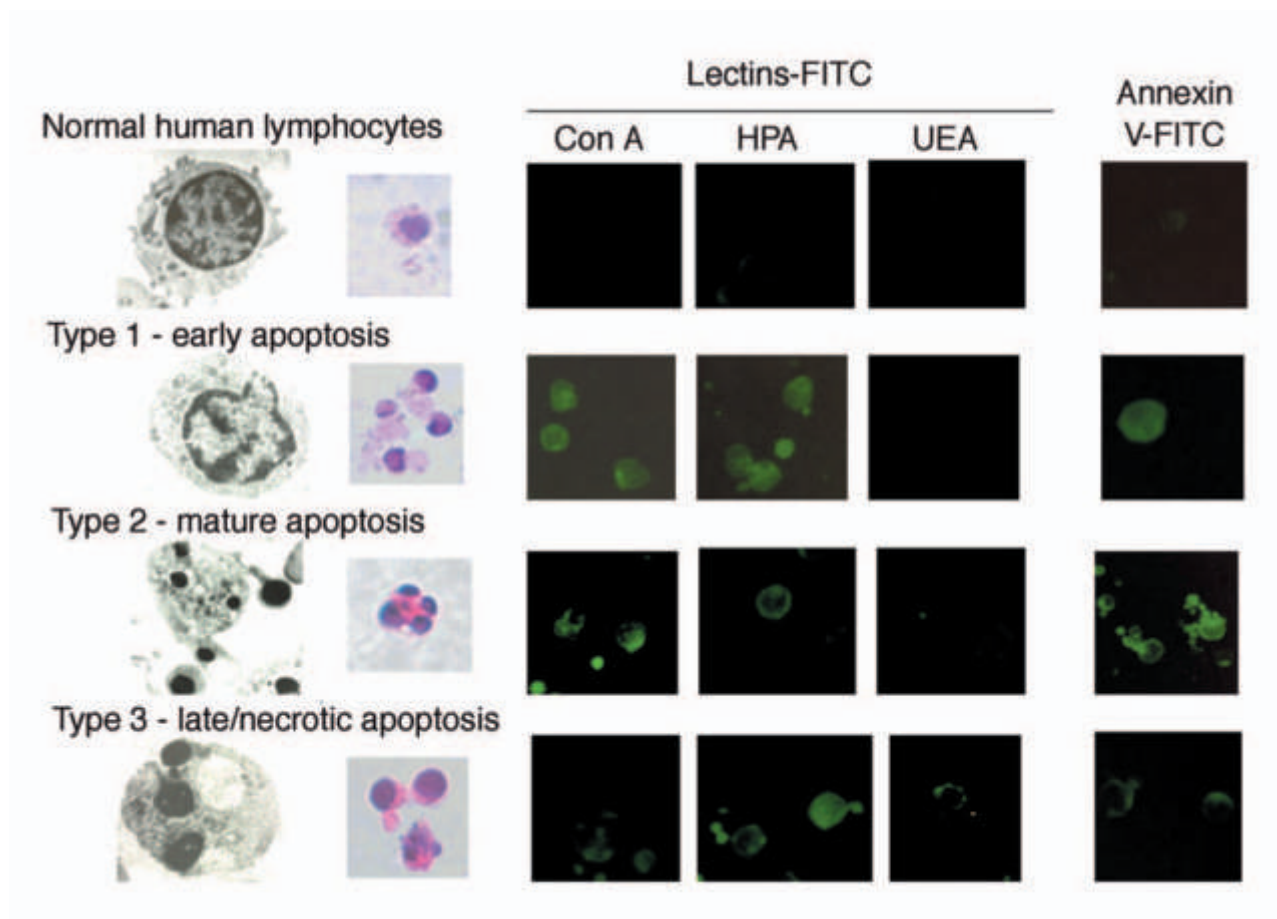 Lectins-FITC
Annexin
V-FITC
Normal human lymphocytes
Con A
HPA
UEA
Type 1 - early apoptosis
Type 2 - mature apoptosis
Type 3 - late/necrotic apoptosis